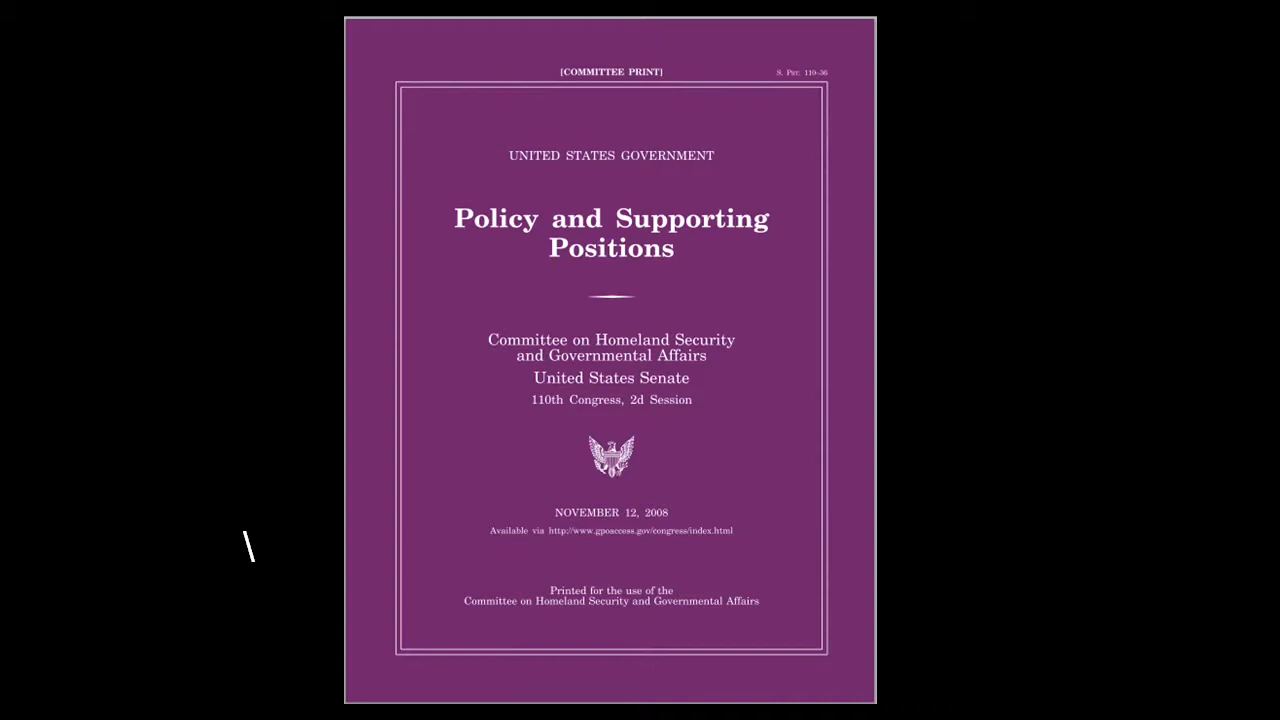 [COMMITTEE PRINT]
S. PRT. 110–36
UNITED STATES GOVERNMENT
Policy and Supporting
Positions
Committee on Homeland Security
and Governmental Affairs
United States Senate
110th Congress, 2d Session
NOVEMBER 12, 2008
Available via http://www.gpoaccess.gov/congress/index.html
\
Printed for the use of the
Committee on Homeland Security and Governmental Affairs